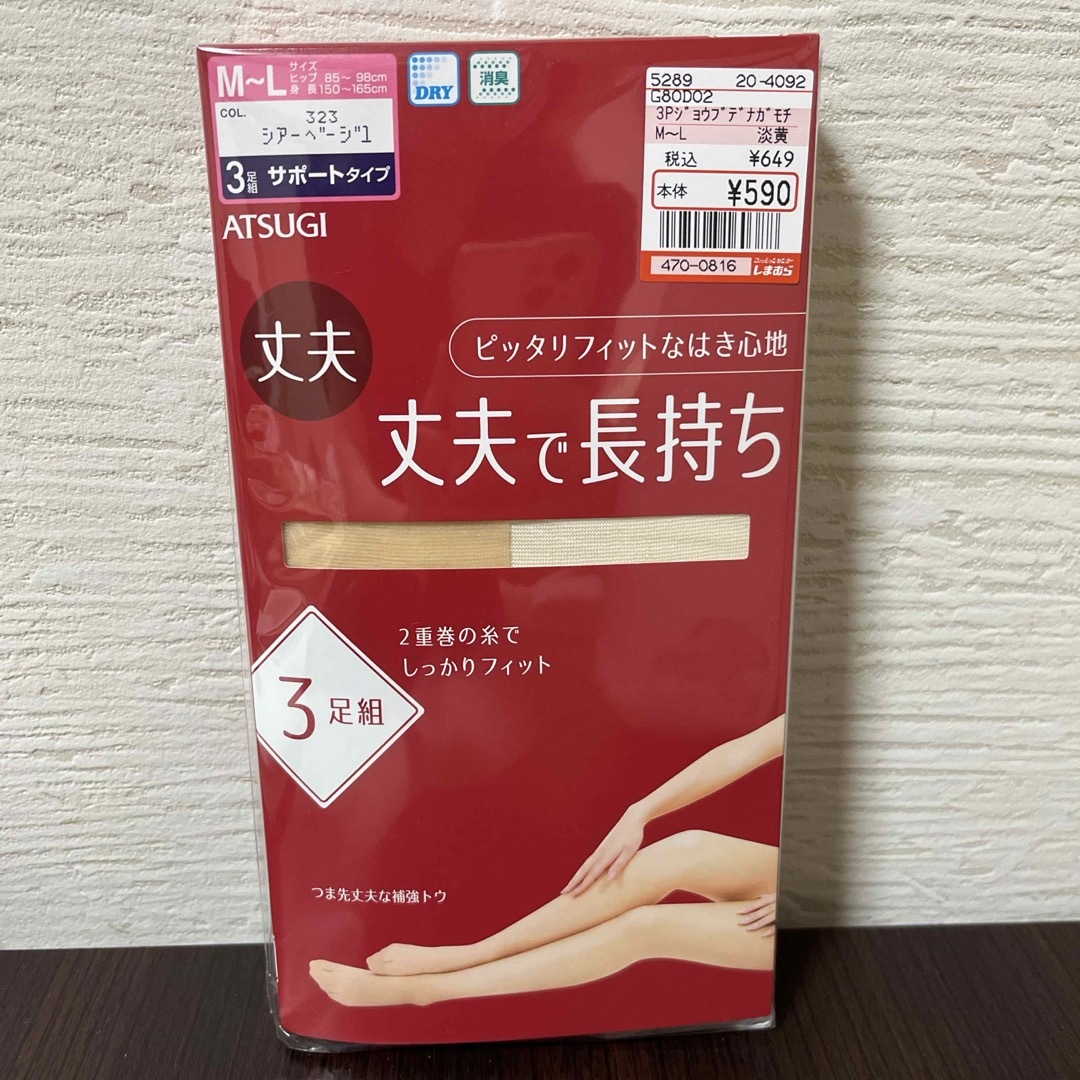 M~L サイズ
ヒップ 85~98cm
身長150~165cm
COL. 323
シアーベージ1
3足組 サポートタイプ
ATSUGI
DRY
消臭
5289 20-4092
G80D02
3Pジョウブデナガモチ
M~L 淡黄
税込 ¥649
本体 ¥590
470-0816 しまむら
丈夫
ピッタリフィットなはき心地
丈夫で長持ち
2重巻の糸で
しっかりフィット
3足組
つま先丈夫な補強トウ